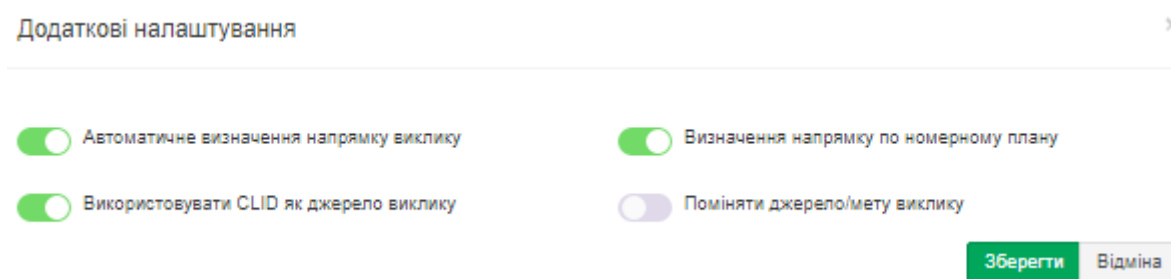 Додаткові налаштування
Автоматичне визначення напрямку виклику
Визначення напрямку по номерному плану
Використовувати CLID як джерело виклику
Поміняти джерело/мету виклику
Зберегти
Відміна